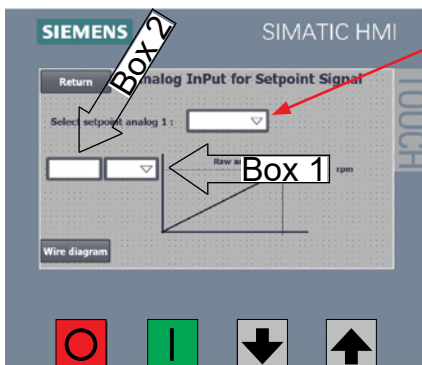 SIEMENS
SIMATIC HMI
TOUCH
Box 2
Return
nalog InPut for Setpoint Signal
Select setpoint analog 1 :
Box 1
rpm
Wire diagram